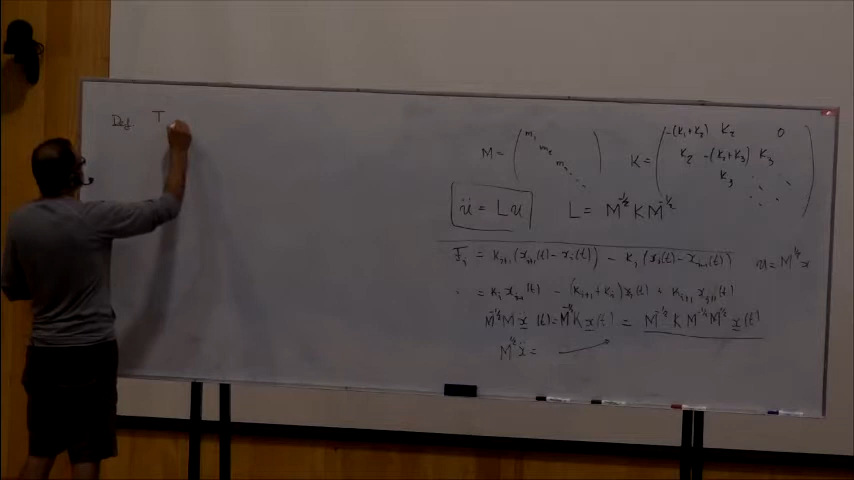 Def. T
M = ( m₁ m₂ m₃ ⋱ ) K = ( -(k₁+k₂) k₂ 0 k₂ -(k₂+k₃) k₃ k₃ ⋱ )
ü = L u L = M^{-1/2} K M^{-1/2}
F_j = k_{j+1} (x_{j+1}(t) - x_j(t)) - k_j (x_j(t) - x_{j-1}(t)) u = M^{1/2} x
= k_j x_{j-1}(t) - (k_{j+1} + k_j) x_j(t) + k_{j+1} x_{j+1}(t)
M^{-1/2} M ẍ (t) = M^{-1/2} K x(t) = M^{-1/2} K M^{-1/2} M^{1/2} x(t)
M^{1/2} ẍ =